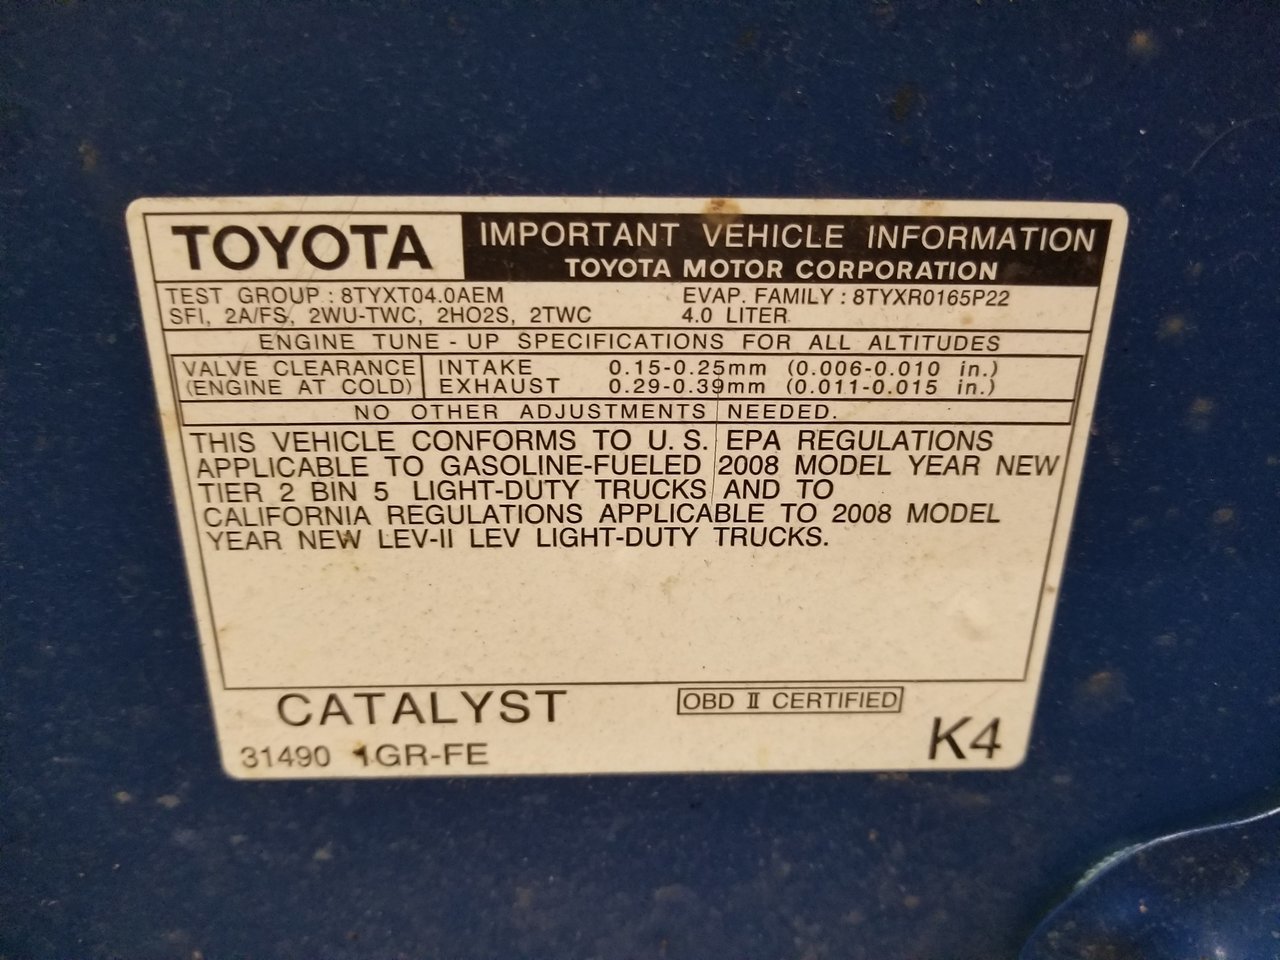 TOYOTA
IMPORTANT VEHICLE INFORMATION
TOYOTA MOTOR CORPORATION
TEST GROUP : 8TYXT04.0AEM EVAP. FAMILY : 8TYXR0165P22
SFI, 2A/FS, 2WU-TWC, 2HO2S, 2TWC 4.0 LITER
ENGINE TUNE - UP SPECIFICATIONS FOR ALL ALTITUDES
VALVE CLEARANCE INTAKE 0.15-0.25mm (0.006-0.010 in.)
(ENGINE AT COLD) EXHAUST 0.29-0.39mm (0.011-0.015 in.)
NO OTHER ADJUSTMENTS NEEDED.
THIS VEHICLE CONFORMS TO U.S. EPA REGULATIONS
APPLICABLE TO GASOLINE-FUELED 2008 MODEL YEAR NEW
TIER 2 BIN 5 LIGHT-DUTY TRUCKS AND TO
CALIFORNIA REGULATIONS APPLICABLE TO 2008 MODEL
YEAR NEW LEV-II LEV LIGHT-DUTY TRUCKS.
CATALYST
OBD II CERTIFIED
31490 1GR-FE
K4